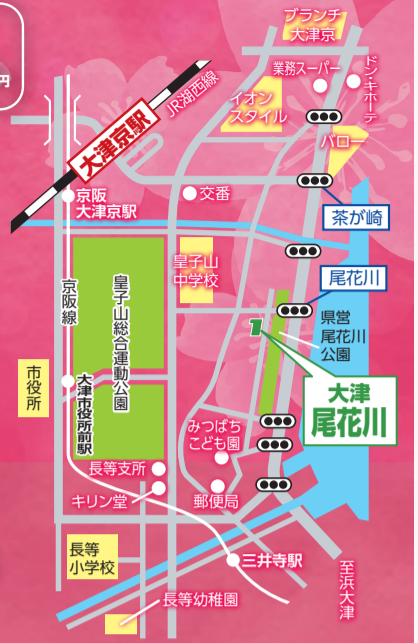 ブランチ
大津京
円
業務スーパー
ドン・キホーテ
JR湖西線
イオン
スタイル
大津京駅
バロー
京阪
大津京駅
交番
茶が崎
皇子山
中学校
尾花川
京阪線
皇子山総合運動公園
1
県営
尾花川
公園
市役所
大津市役所前駅
大津
尾花川
みつばち
こども園
長等支所
キリン堂
郵便局
長等
小学校
三井寺駅
至浜大津
長等幼稚園